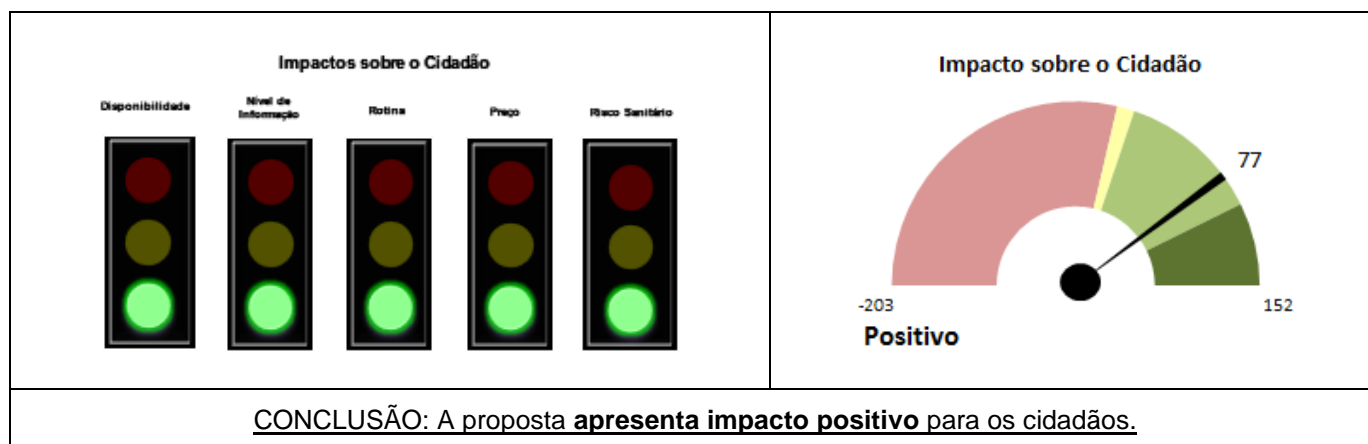 Impactos sobre o Cidadão
Disponibilidade
Nível de
Informação
Rotina
Preço
Risco Sanitário
Impacto sobre o Cidadão
77
-203
152
Positivo
CONCLUSÃO: A proposta apresenta impacto positivo para os cidadãos.